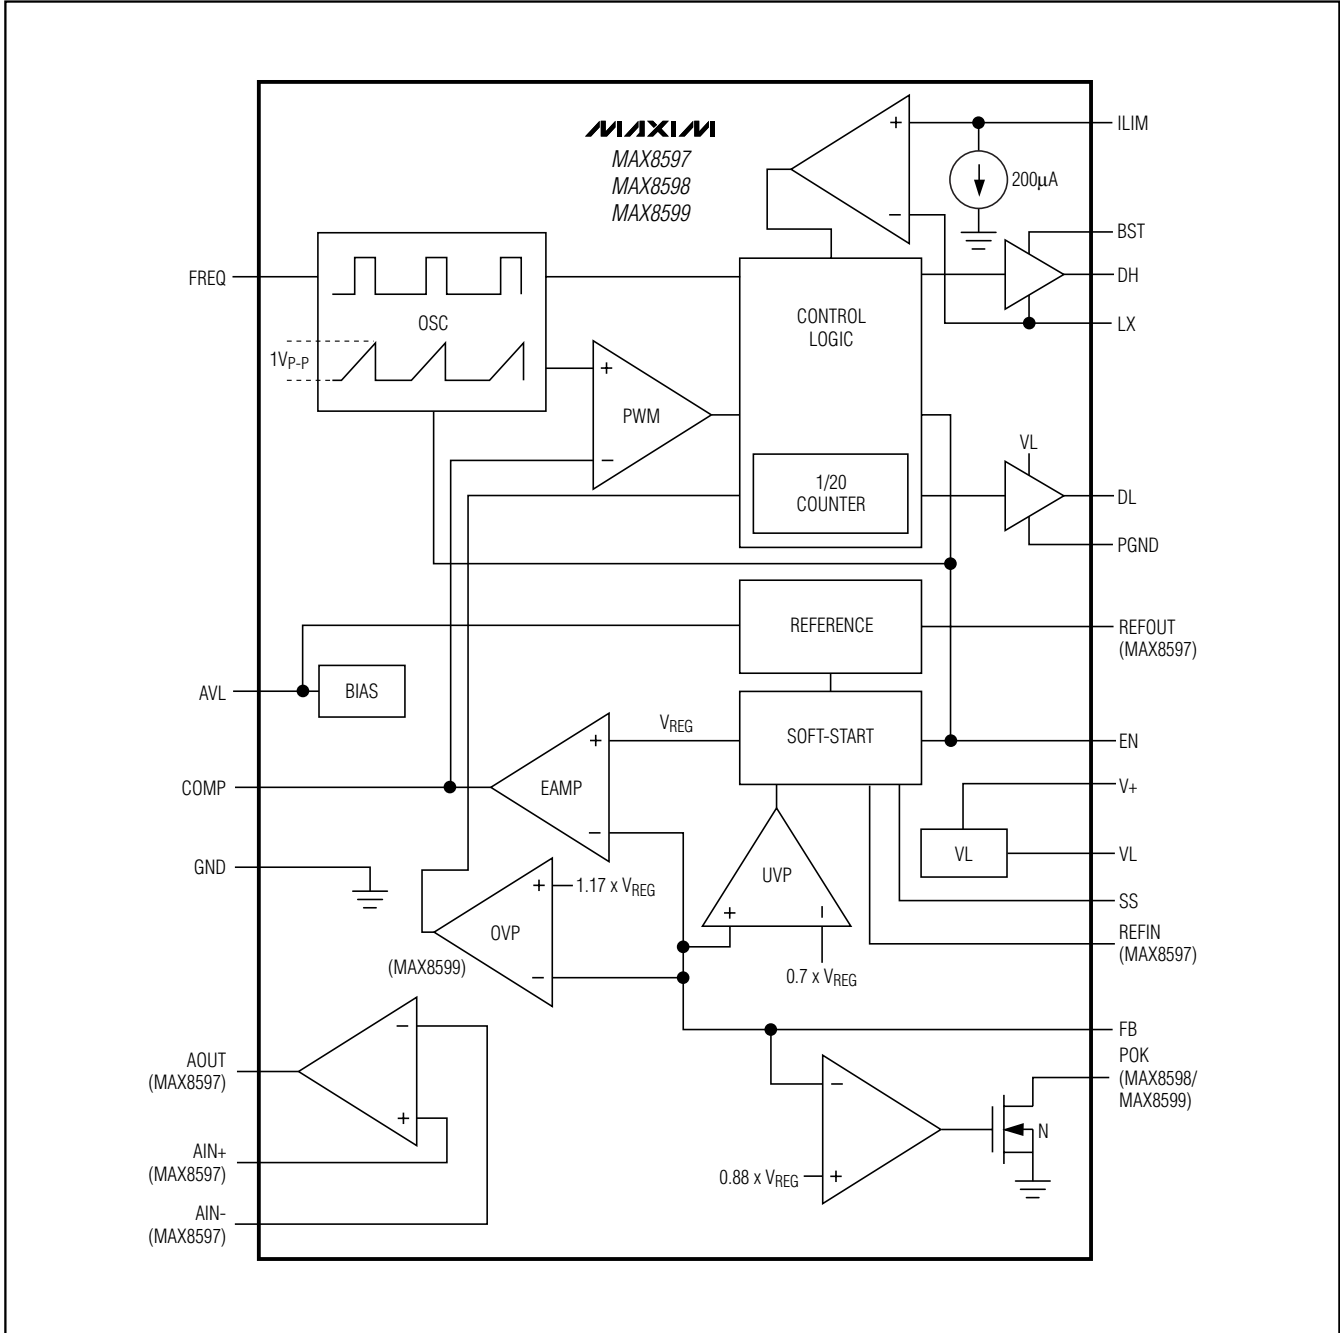 MAXIM
MAX8597
MAX8598
MAX8599
+
−
ILIM
200µA
BST
DH
LX
FREQ
OSC
1VP-P
CONTROL
LOGIC
+
PWM
−
1/20
COUNTER
VL
DL
PGND
REFERENCE
REFOUT
(MAX8597)
AVL
BIAS
VREG
SOFT-START
EN
+
EAMP
−
COMP
V+
VL
VL
GND
UVP
+
−
0.7 x VREG
SS
REFIN
(MAX8597)
+
1.17 x VREG
OVP
−
(MAX8599)
FB
POK
(MAX8598/
MAX8599)
−
+
AOUT
(MAX8597)
AIN+
(MAX8597)
AIN-
(MAX8597)
−
+
0.88 x VREG
N